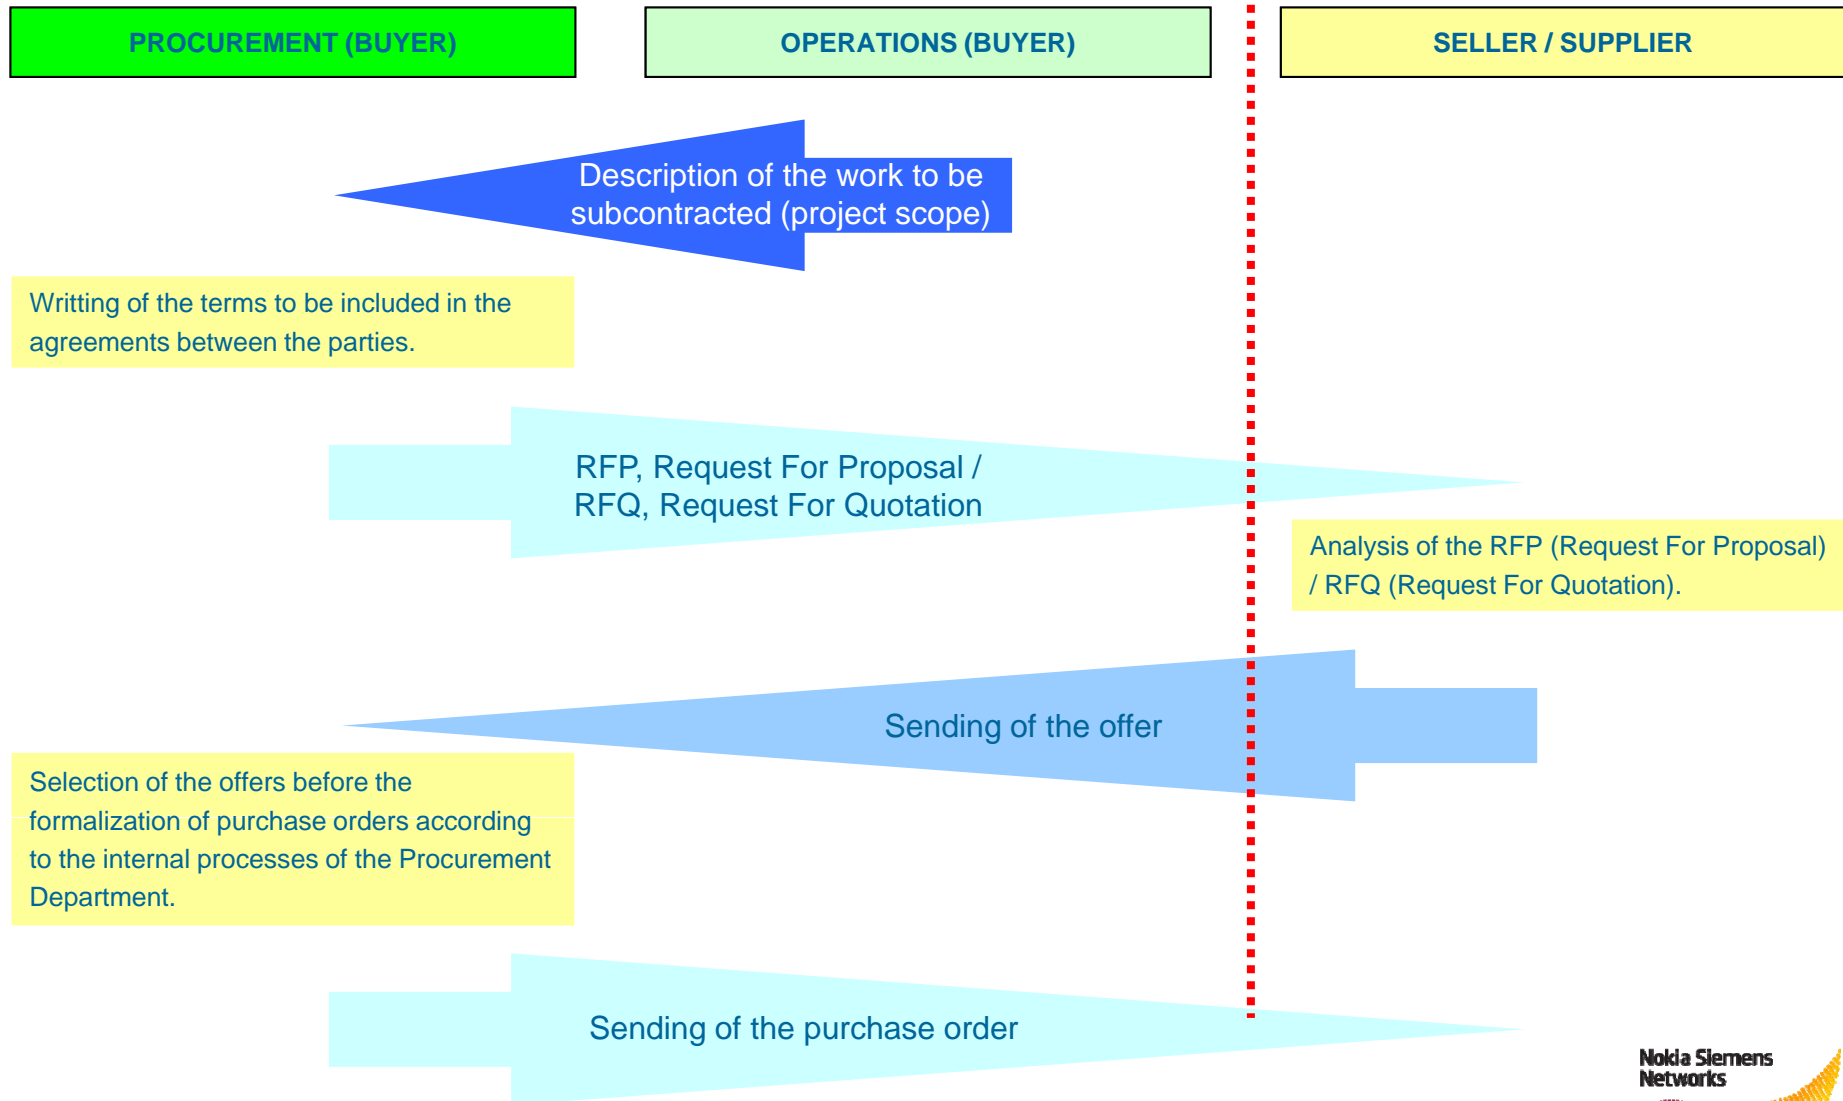 PROCUREMENT (BUYER)
OPERATIONS (BUYER)
SELLER / SUPPLIER
Description of the work to be
subcontracted (project scope)
Writting of the terms to be included in the
agreements between the parties.
RFP, Request For Proposal /
RFQ, Request For Quotation
Analysis of the RFP (Request For Proposal)
/ RFQ (Request For Quotation).
Sending of the offer
Selection of the offers before the
formalization of purchase orders according
to the internal processes of the Procurement
Department.
Sending of the purchase order
Nokia Siemens
Networks